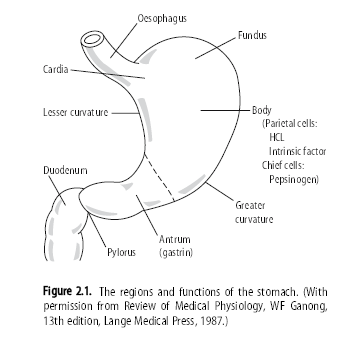 Oesophagus
Fundus
Cardia
Lesser curvature
Body
(Parietal cells:
HCL
Intrinsic factor
Chief cells:
Pepsinogen)
Duodenum
Greater
curvature
Antrum
(gastrin)
Pylorus
Figure 2.1. The regions and functions of the stomach. (With
permission from Review of Medical Physiology, WF Ganong,
13th edition, Lange Medical Press, 1987.)